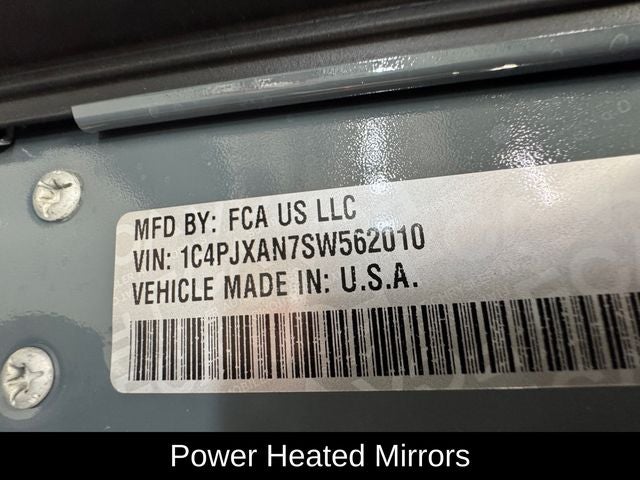 MFD BY: FCA US LLC
VIN: 1C4PJXAN7SW562010
VEHICLE MADE IN: U.S.A.
Power Heated Mirrors